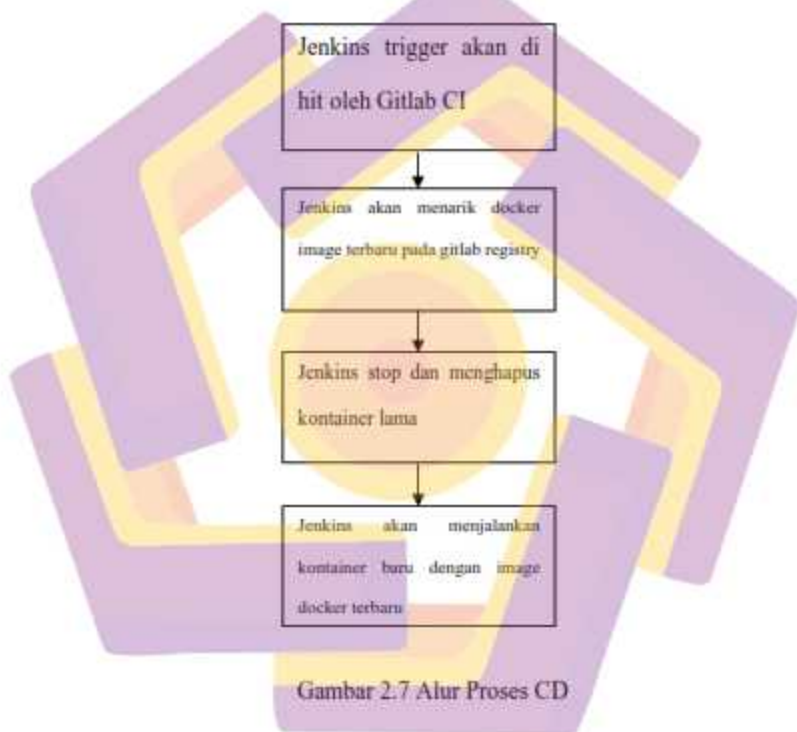 Jenkins trigger akan di
hit oleh Gitlab CI
Jenkins akan menarik docker
image terbaru pada gitlab registry
Jenkins stop dan menghapus
kontainer lama
Jenkins akan menjalankan
kontainer baru dengan image
docker terbaru
Gambar 2.7 Alur Proses CD